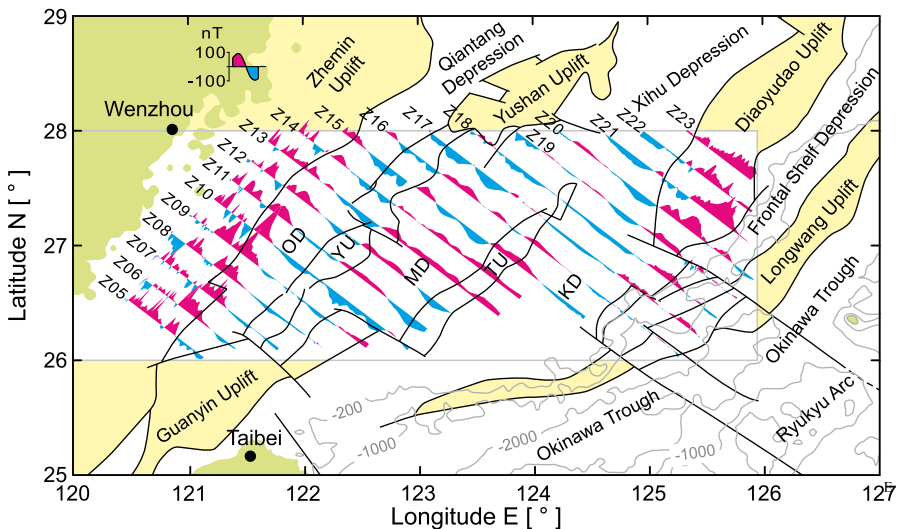 29
28
27
26
25
Latitude N [ ° ]
120
121
122
123
124
125
126
127
E
Longitude E [ ° ]
nT
100
-100
Wenzhou
Taibei
Zhemin
Uplift
Qiantang
Depression
Yushan Uplift
Xihu Depression
Diaoyudao Uplift
Frontal Shelf Depression
Longwang Uplift
Okinawa Trough
Ryukyu Arc
Okinawa Trough
Guanyin Uplift
Z05
Z06
Z07
Z08
Z09
Z10
Z11
Z12
Z13
Z14
Z15
Z16
Z17
Z18
Z19
Z20
Z21
Z22
Z23
OD
YU
MD
TU
KD
-200
-1000
-2000
-1000